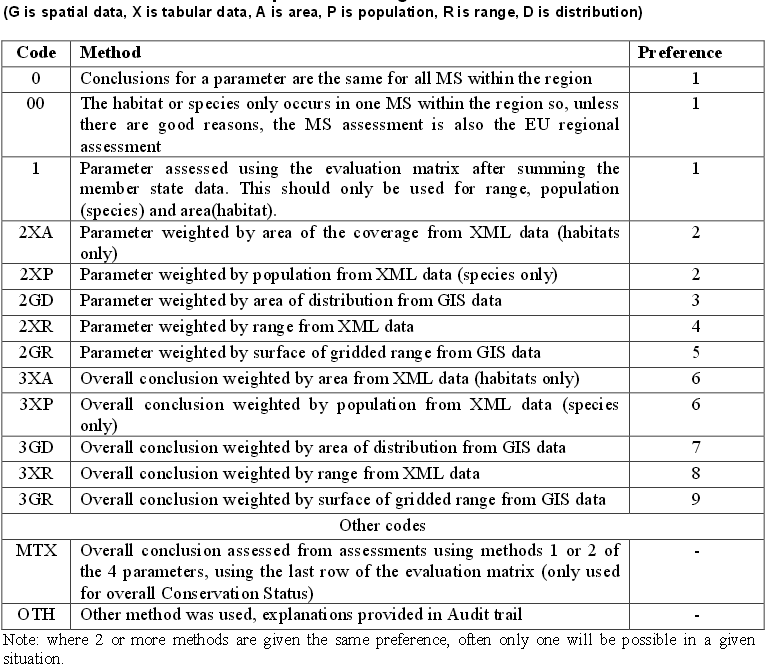 (G is spatial data, X is tabular data, A is area, P is population, R is range, D is distribution)
Code Method Preference
0 Conclusions for a parameter are the same for all MS within the region 1
00 The habitat or species only occurs in one MS within the region so, unless 1
there are good reasons, the MS assessment is also the EU regional
assessment
1 Parameter assessed using the evaluation matrix after summing the 1
member state data. This should only be used for range, population
(species) and area(habitat).
2XA Parameter weighted by area of the coverage from XML data (habitats 2
only)
2XP Parameter weighted by population from XML data (species only) 2
2GD Parameter weighted by area of distribution from GIS data 3
2XR Parameter weighted by range from XML data 4
2GR Parameter weighted by surface of gridded range from GIS data 5
3XA Overall conclusion weighted by area from XML data (habitats only) 6
3XP Overall conclusion weighted by population from XML data (species 6
only)
3GD Overall conclusion weighted by area of distribution from GIS data 7
3XR Overall conclusion weighted by range from XML data 8
3GR Overall conclusion weighted by surface of gridded range from GIS data 9
Other codes
MTX Overall conclusion assessed from assessments using methods 1 or 2 of -
the 4 parameters, using the last row of the evaluation matrix (only used
for overall Conservation Status)
OTH Other method was used, explanations provided in Audit trail -
Note: where 2 or more methods are given the same preference, often only one will be possible in a given
situation.